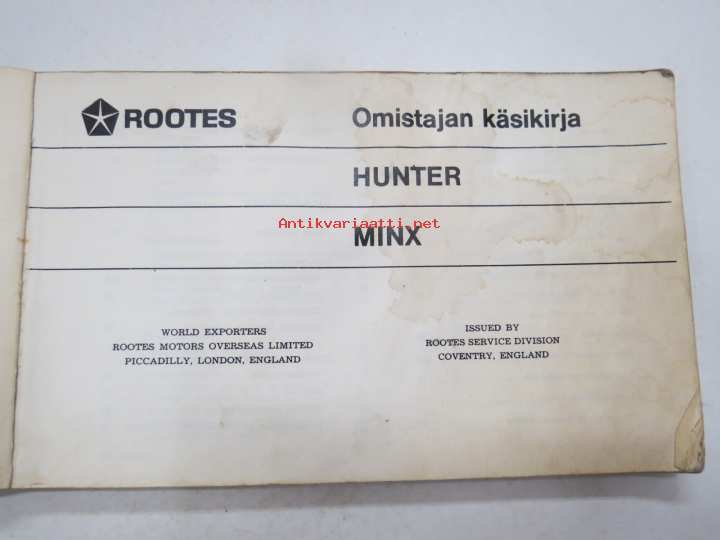 ROOTES
Omistajan käsikirja
HUNTER
Antikvariaatti.net
MINX
WORLD EXPORTERS
ROOTES MOTORS OVERSEAS LIMITED
PICCADILLY, LONDON, ENGLAND
ISSUED BY
ROOTES SERVICE DIVISION
COVENTRY, ENGLAND